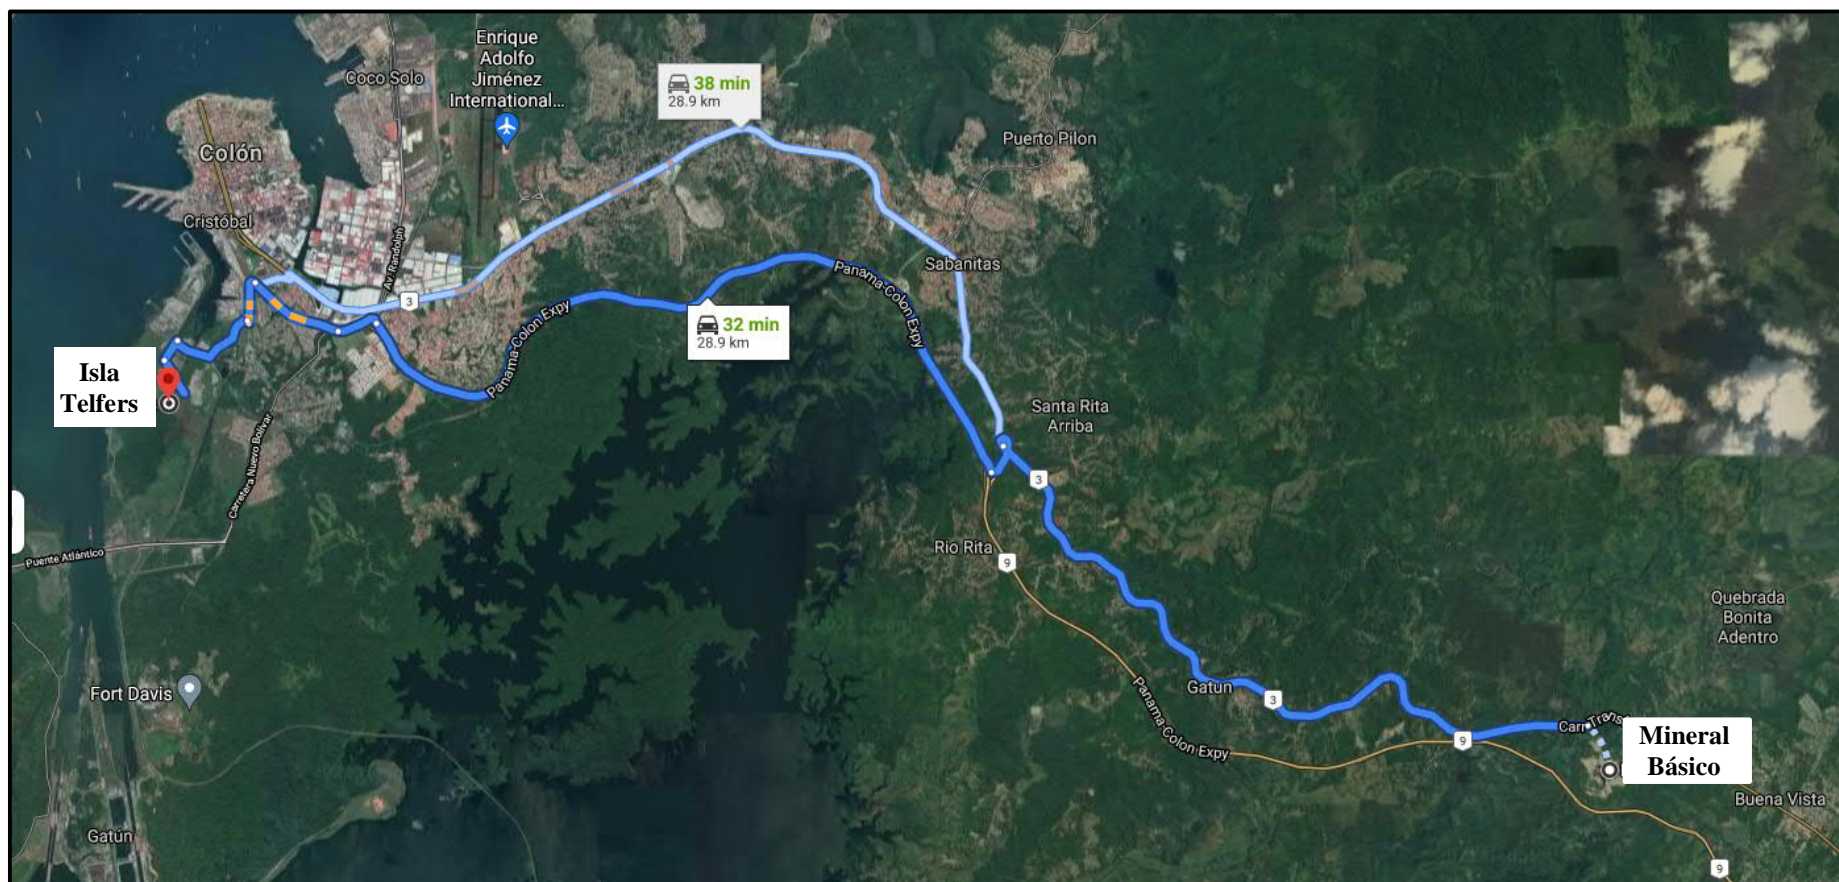 Enrique
Adolfo
Jiménez
International...
Coco Solo
38 min
28.9 km
Puerto Pilon
Colón
Cristóbal
Av. Randolph
Sabanitas
Panama-Colon Expy
3
Panama-Colon Expy
32 min
28.9 km
Isla
Telfers
Santa Rita
Arriba
Carretera Nuevo Bolívar
3
Puente Atlántico
Rio Rita
9
Quebrada
Bonita
Adentro
Fort Davis
Gatun
3
Panama-Colon Expy
9
Carr Trans
Mineral
Básico
Buena Vista
Gatún
9